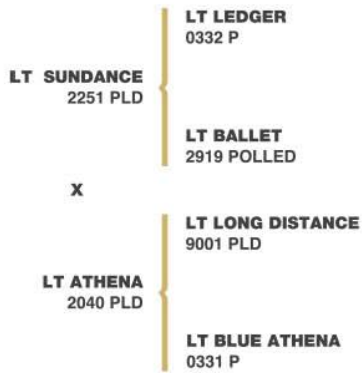 LT LEDGER
0332 P
LT SUNDANCE
2251 PLD
LT BALLET
2919 POLLED
X
LT LONG DISTANCE
9001 PLD
LT ATHENA
2040 PLD
LT BLUE ATHENA
0331 P